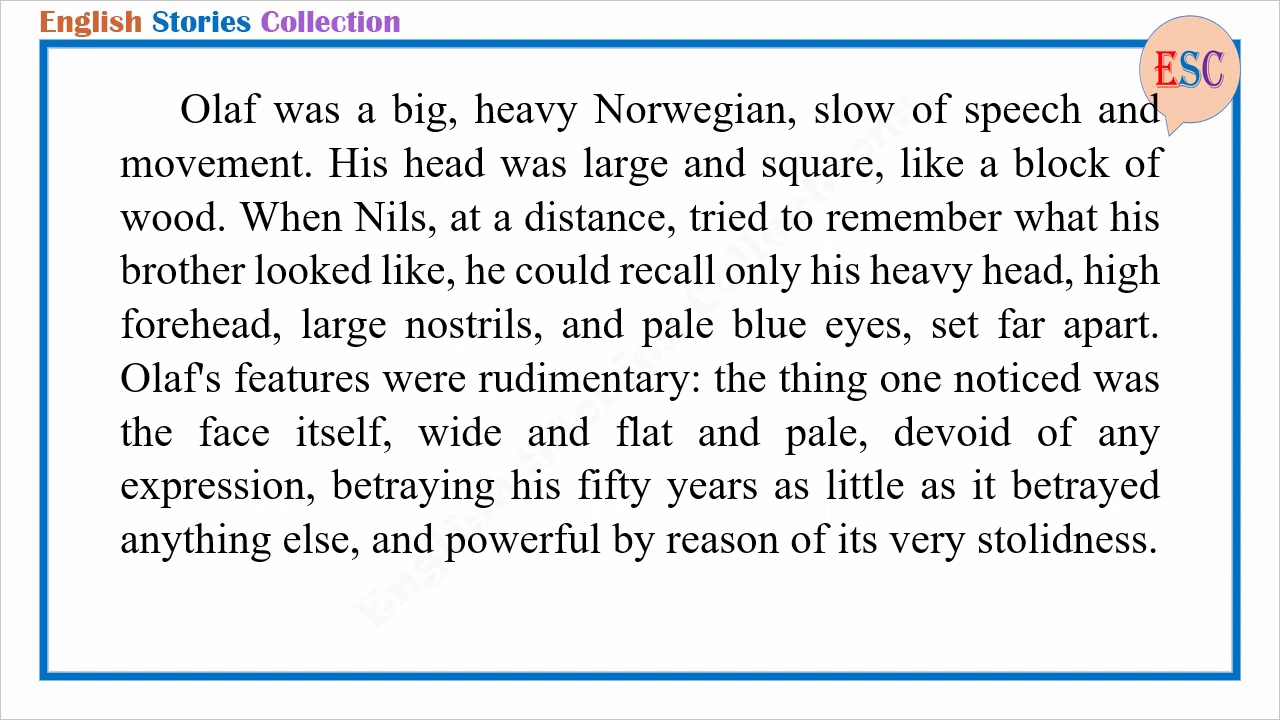 English Stories Collection
ESC
Olaf was a big, heavy Norwegian, slow of speech and
movement. His head was large and square, like a block of
wood. When Nils, at a distance, tried to remember what his
brother looked like, he could recall only his heavy head, high
forehead, large nostrils, and pale blue eyes, set far apart.
Olaf's features were rudimentary: the thing one noticed was
the face itself, wide and flat and pale, devoid of any
expression, betraying his fifty years as little as it betrayed
anything else, and powerful by reason of its very stolidness.
English Stories Collections